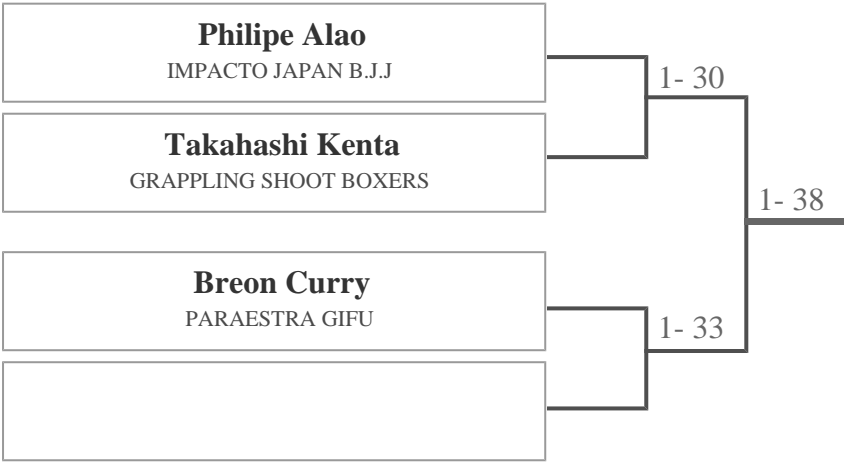 Philipe Alao
IMPACTO JAPAN B.J.J
1- 30
Takahashi Kenta
GRAPPLING SHOOT BOXERS
1- 38
Breon Curry
PARAESTRA GIFU
1- 33